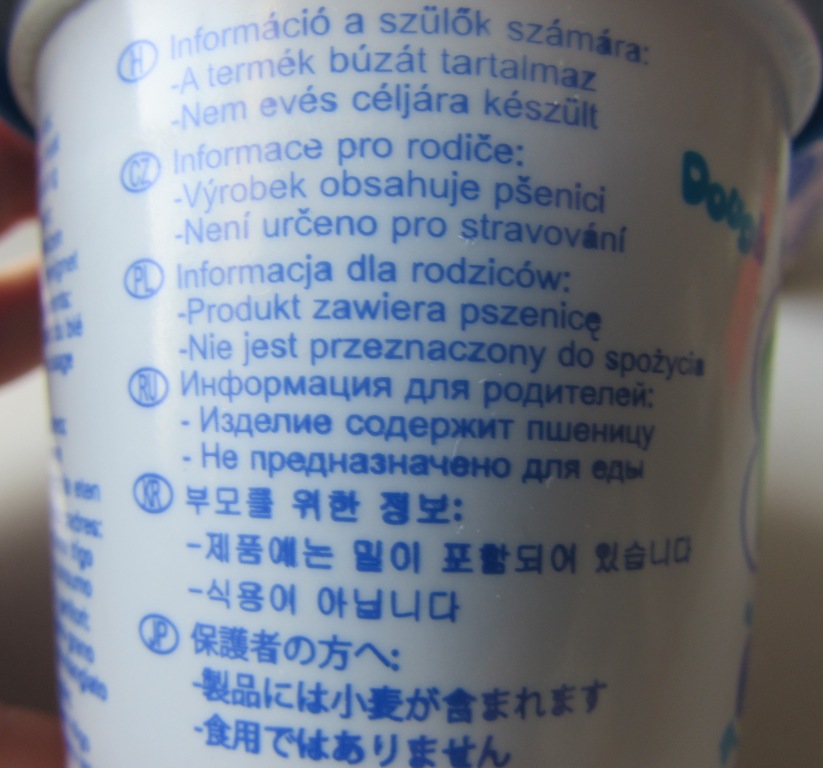 H Információ a szülők számára:
-A termék búzát tartalmaz
-Nem evés céljára készült
CZ Informace pro rodiče:
-Výrobek obsahuje pšenici
-Není určeno pro stravování
PL Informacja dla rodziców:
-Produkt zawiera pszenicę
-Nie jest przeznaczony do spożycia
RU Информация для родителей:
- Изделие содержит пшеницу
- Не предназначено для еды
KR 부모를 위한 정보:
-제품에는 밀이 포함되어 있습니다
-식용이 아닙니다
JP 保護者の方へ:
-製品には小麦が含まれます
-食用ではありません